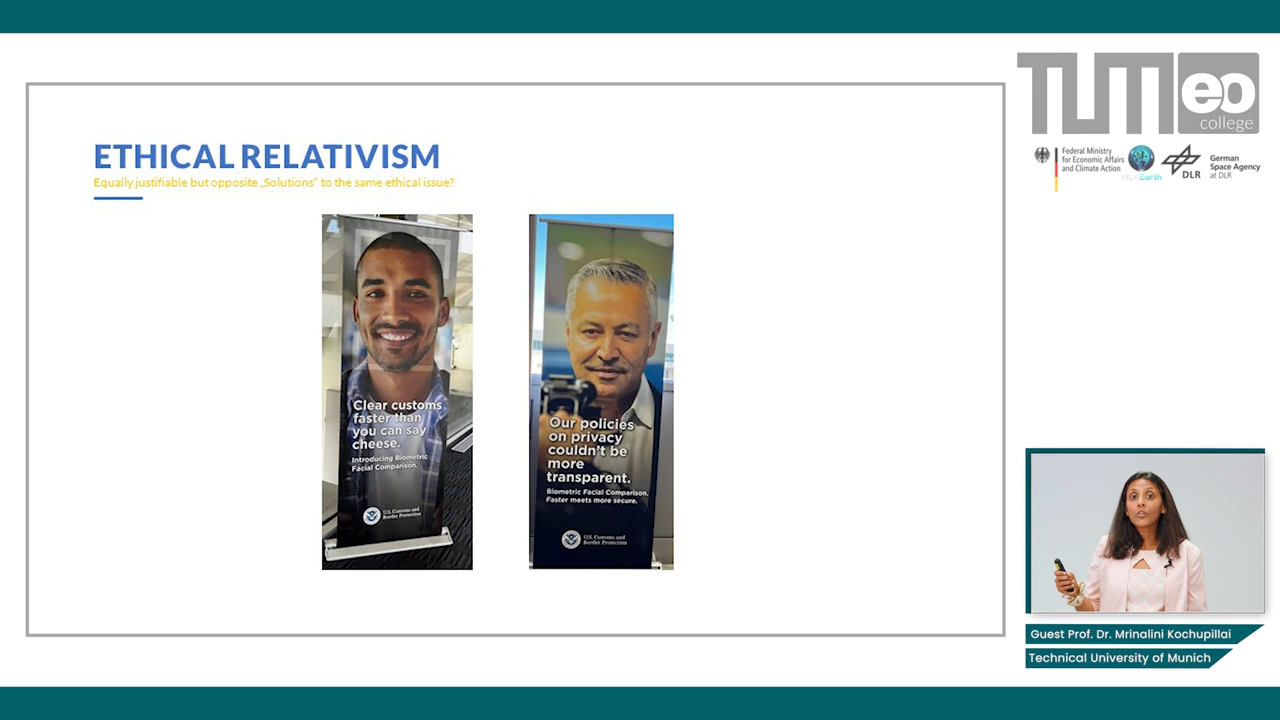 ETHICAL RELATIVISM
Equally justifiable but opposite „Solutions“ to the same ethical issue?
Clear customs
faster than
you can say
cheese.
Introducing Biometric
Facial Comparison.
U.S. Customs and
Border Protection
Our policies
on privacy
couldn't be
more
transparent.
Biometric Facial Comparison.
Faster meets more secure.
U.S. Customs and
Border Protection
TUM
eo
college
Federal Ministry
for Economic Affairs
and Climate Action
ML4Earth
DLR
German
Space Agency
at DLR
Guest Prof. Dr. Mrinalini Kochupillai
Technical University of Munich